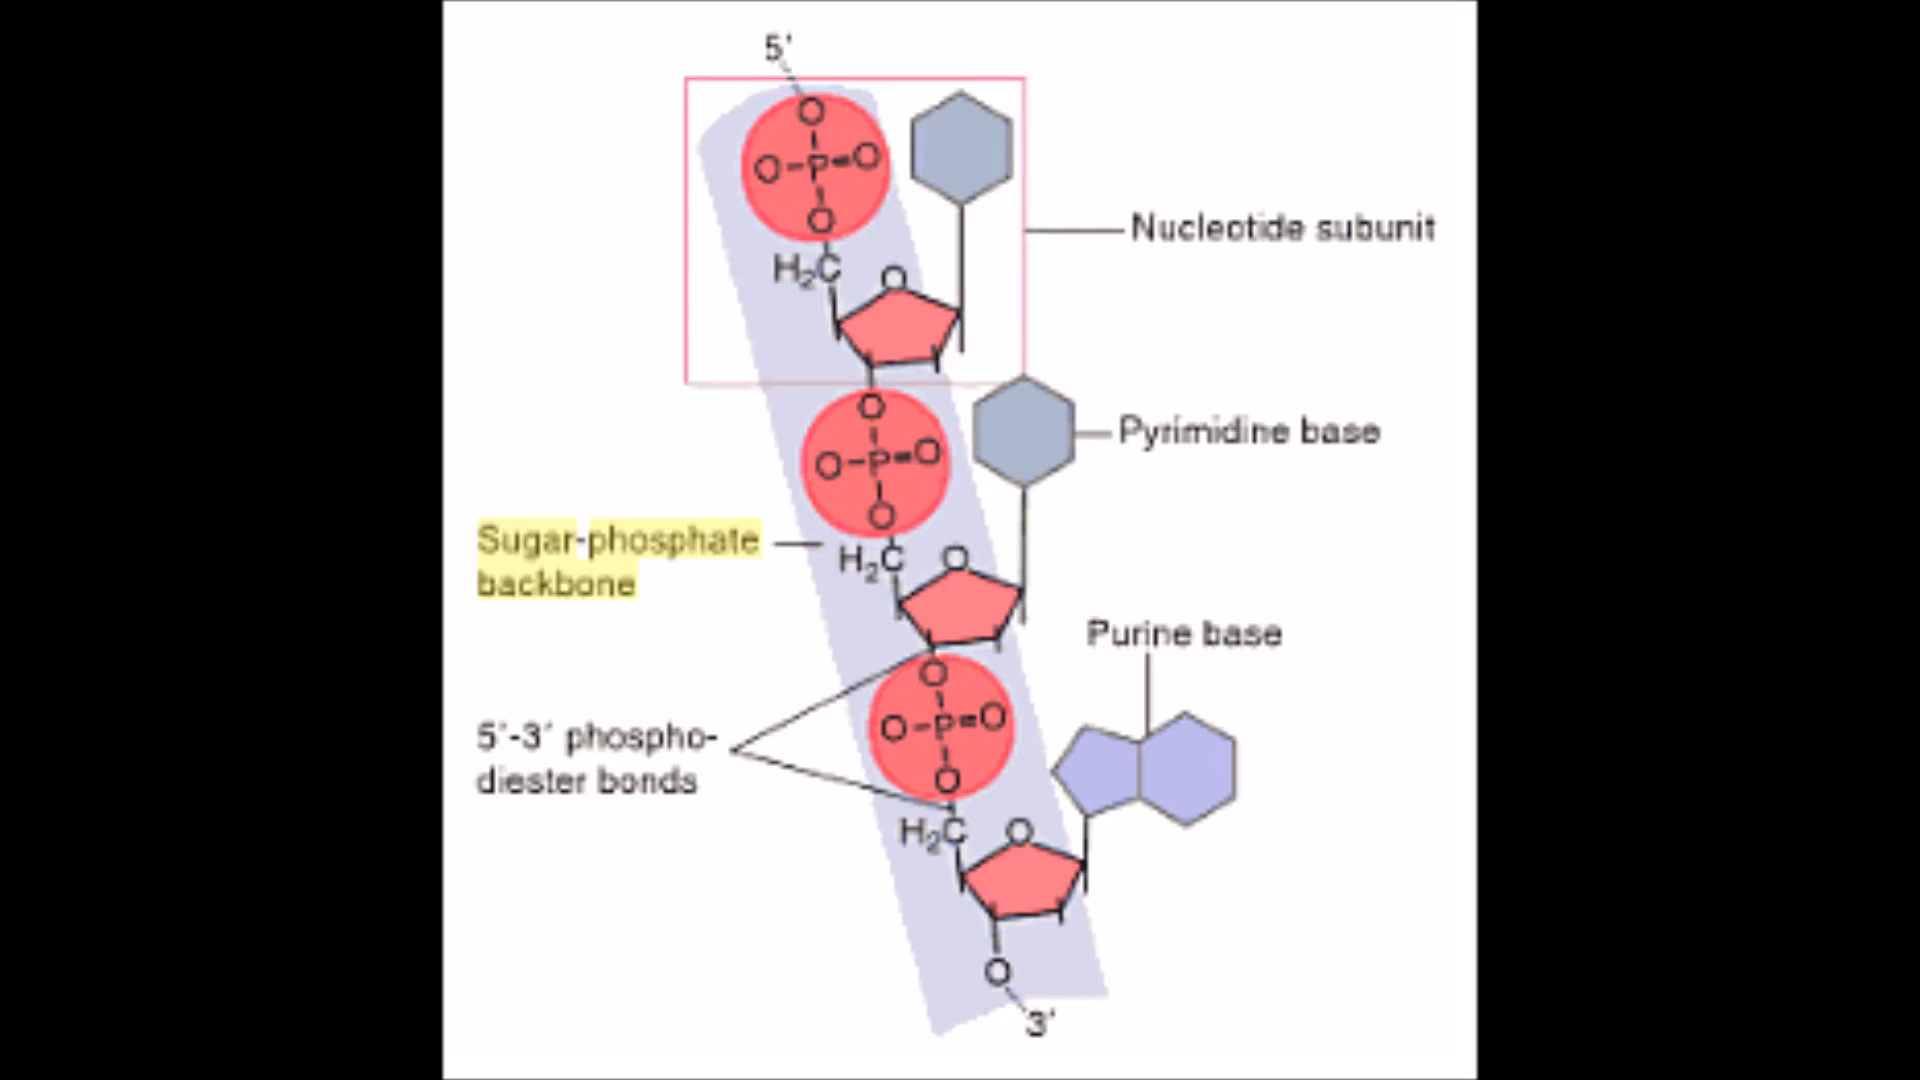 5'
O
O-P=O
O
H₂C
O
Nucleotide subunit
O
O-P=O
O
H₂C
O
Pyrimidine base
Sugar-phosphate
backbone
Purine base
O
O-P=O
O
5'-3' phospho-
diester bonds
H₂C
O
O
3'